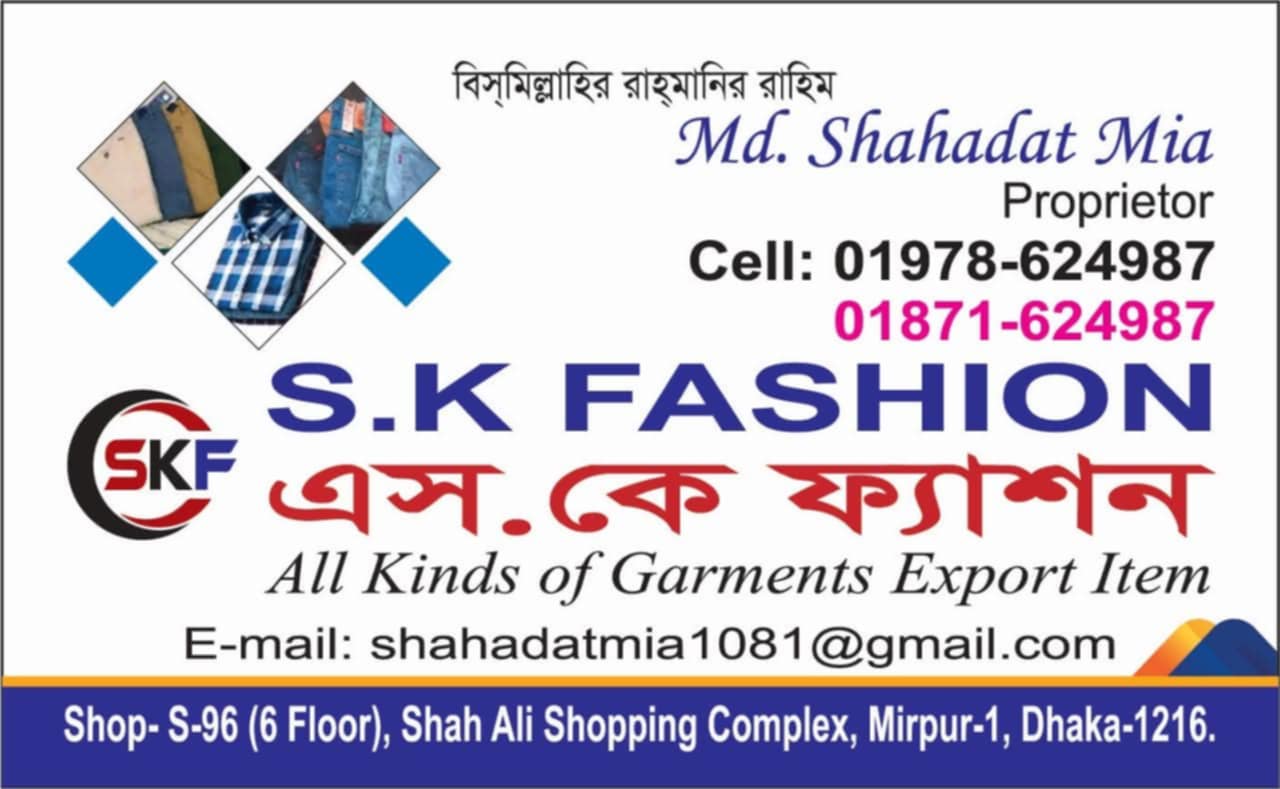 বিস্‌মিল্লাহির রাহ্‌মানির রাহিম
Md. Shahadat Mia
Proprietor
Cell: 01978-624987
01871-624987
SKF
S.K FASHION
এস.কে ফ্যাশন
All Kinds of Garments Export Item
E-mail: shahadatmia1081@gmail.com
Shop- S-96 (6 Floor), Shah Ali Shopping Complex, Mirpur-1, Dhaka-1216.